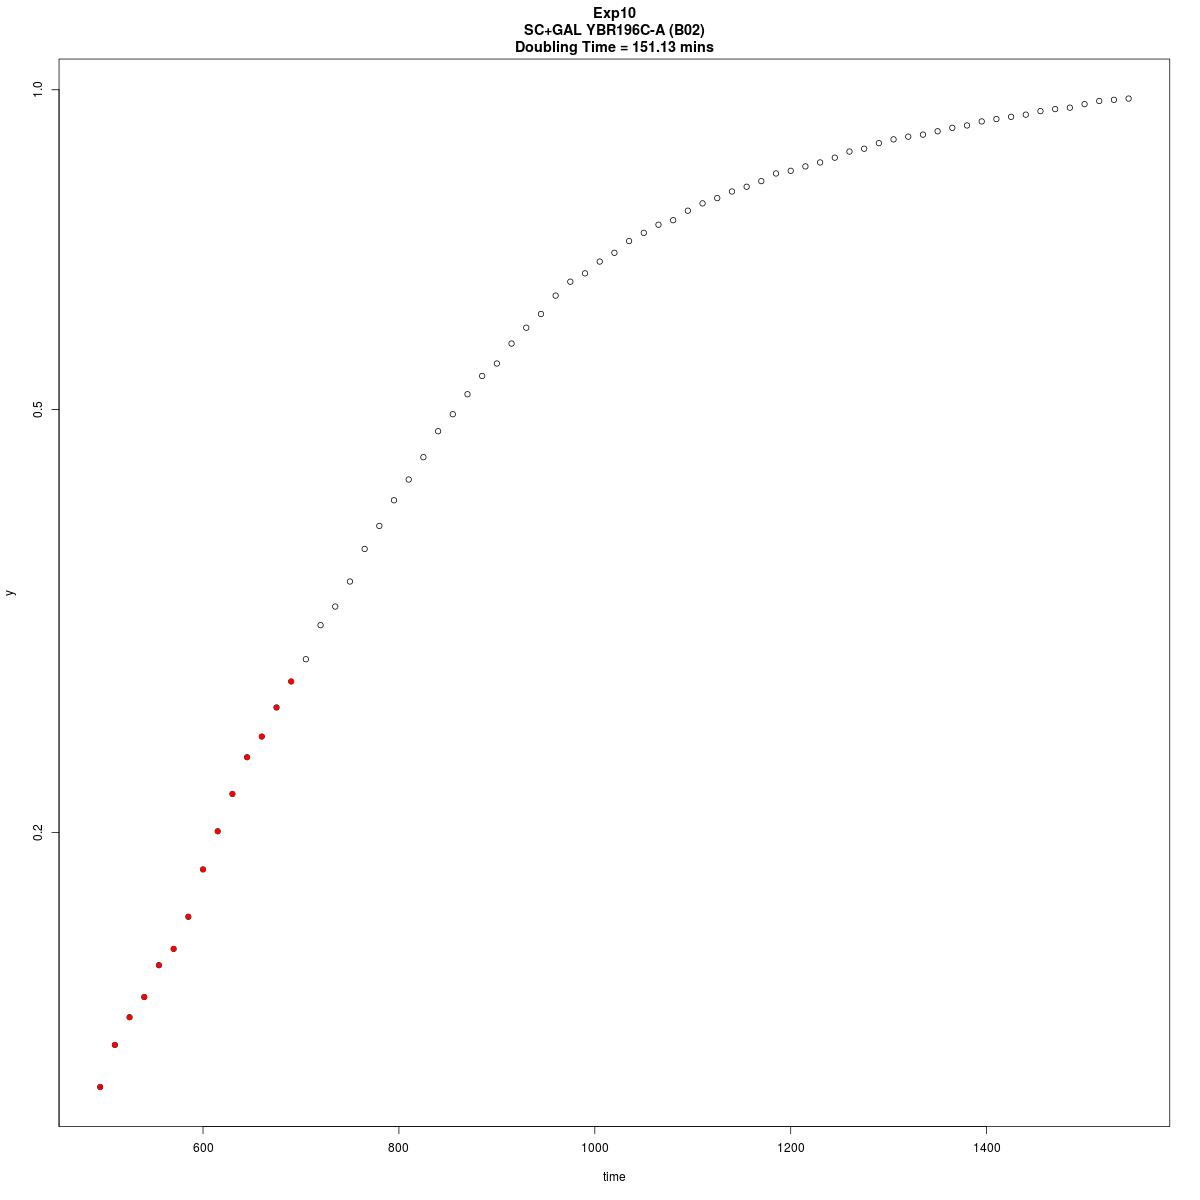 Exp10
SC+GAL YBR196C-A (B02)
Doubling Time = 151.13 mins
1.0
0.5
0.2
y
600 800 1000 1200 1400
time